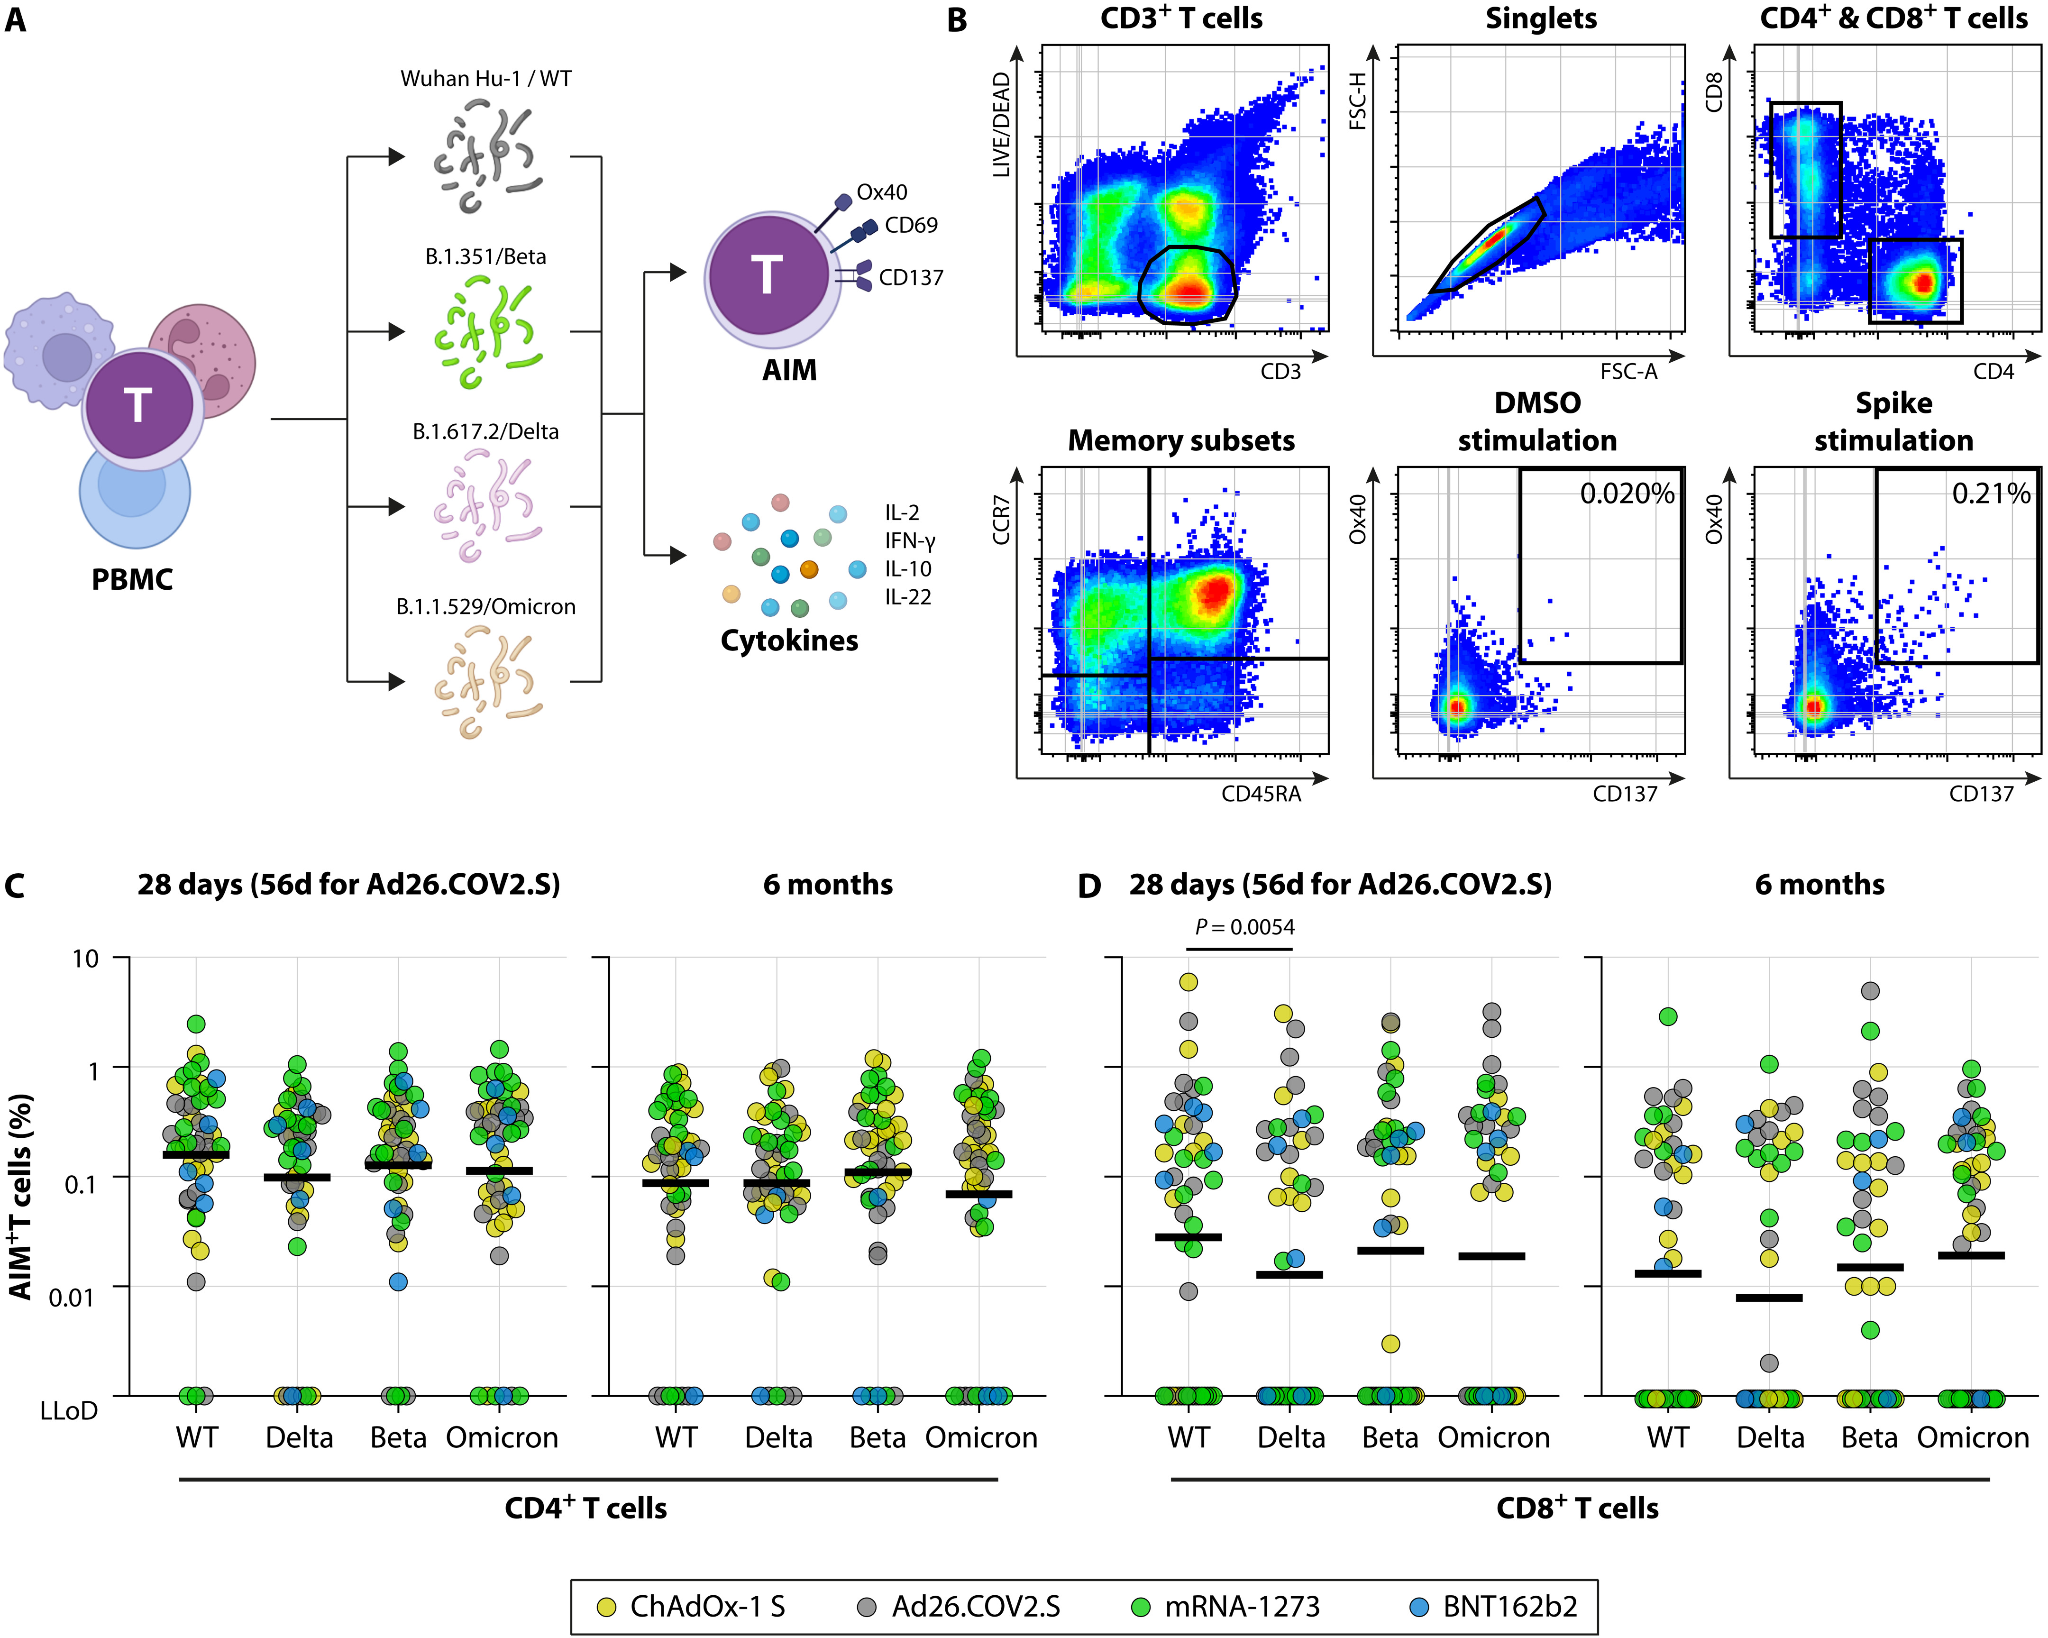 A
Wuhan Hu-1 / WT
B.1.351/Beta
B.1.617.2/Delta
B.1.1.529/Omicron
T
PBMC
T
Ox40
CD69
CD137
AIM
IL-2
IFN-γ
IL-10
IL-22
Cytokines
B
CD3⁺ T cells
LIVE/DEAD
CD3
Singlets
FSC-H
FSC-A
CD4⁺ & CD8⁺ T cells
CD8
CD4
Memory subsets
CCR7
CD45RA
DMSO
stimulation
0.020%
Ox40
CD137
Spike
stimulation
0.21%
Ox40
CD137
C
28 days (56d for Ad26.COV2.S)
6 months
AIM⁺T cells (%)
10
1
0.1
0.01
LLoD
WT Delta Beta Omicron
WT Delta Beta Omicron
CD4⁺ T cells
D
28 days (56d for Ad26.COV2.S)
6 months
P = 0.0054
WT Delta Beta Omicron
WT Delta Beta Omicron
CD8⁺ T cells
ChAdOx-1 S Ad26.COV2.S mRNA-1273 BNT162b2